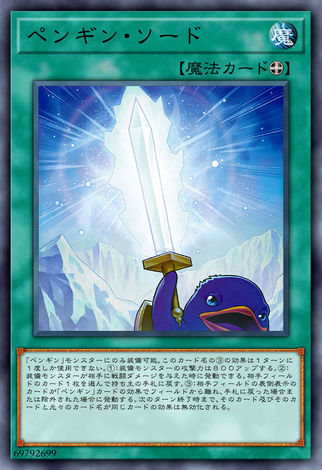 ペンギン・ソード
魔
【魔法カード】
「ペンギン」モンスターにのみ装備可能。このカード名の③の効果は1ターンに
1度しか使用できない。①：装備モンスターの攻撃力は800アップする。②：
装備モンスターが相手に戦闘ダメージを与えた時に発動できる。相手フィール
ドのカード1枚を選んで持ち主の手札に戻す。③：相手フィールドの表側表示の
カードが「ペンギン」カードの効果でフィールドから離れ、手札に戻った場合ま
たは除外された場合に発動する。次のターン終了時まで、そのカード及びそのカー
ドと元々のカード名が同じカードの効果は無効化される。
69792699